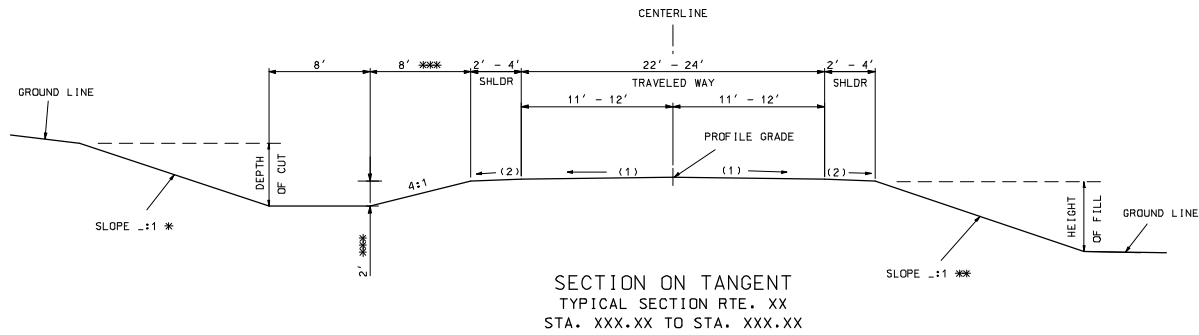 CENTERLINE
8'
8' ***
2' - 4'
22' - 24'
2' - 4'
SHLDR
TRAVELED WAY
SHLDR
GROUND LINE
11' - 12'
11' - 12'
PROFILE GRADE
DEPTH
OF CUT
4:1
(2)
(1)
(1)
(2)
SLOPE _:1 *
2' ***
HEIGHT
OF FILL
GROUND LINE
SLOPE _:1 **
SECTION ON TANGENT
TYPICAL SECTION RTE. XX
STA. XXX.XX TO STA. XXX.XX